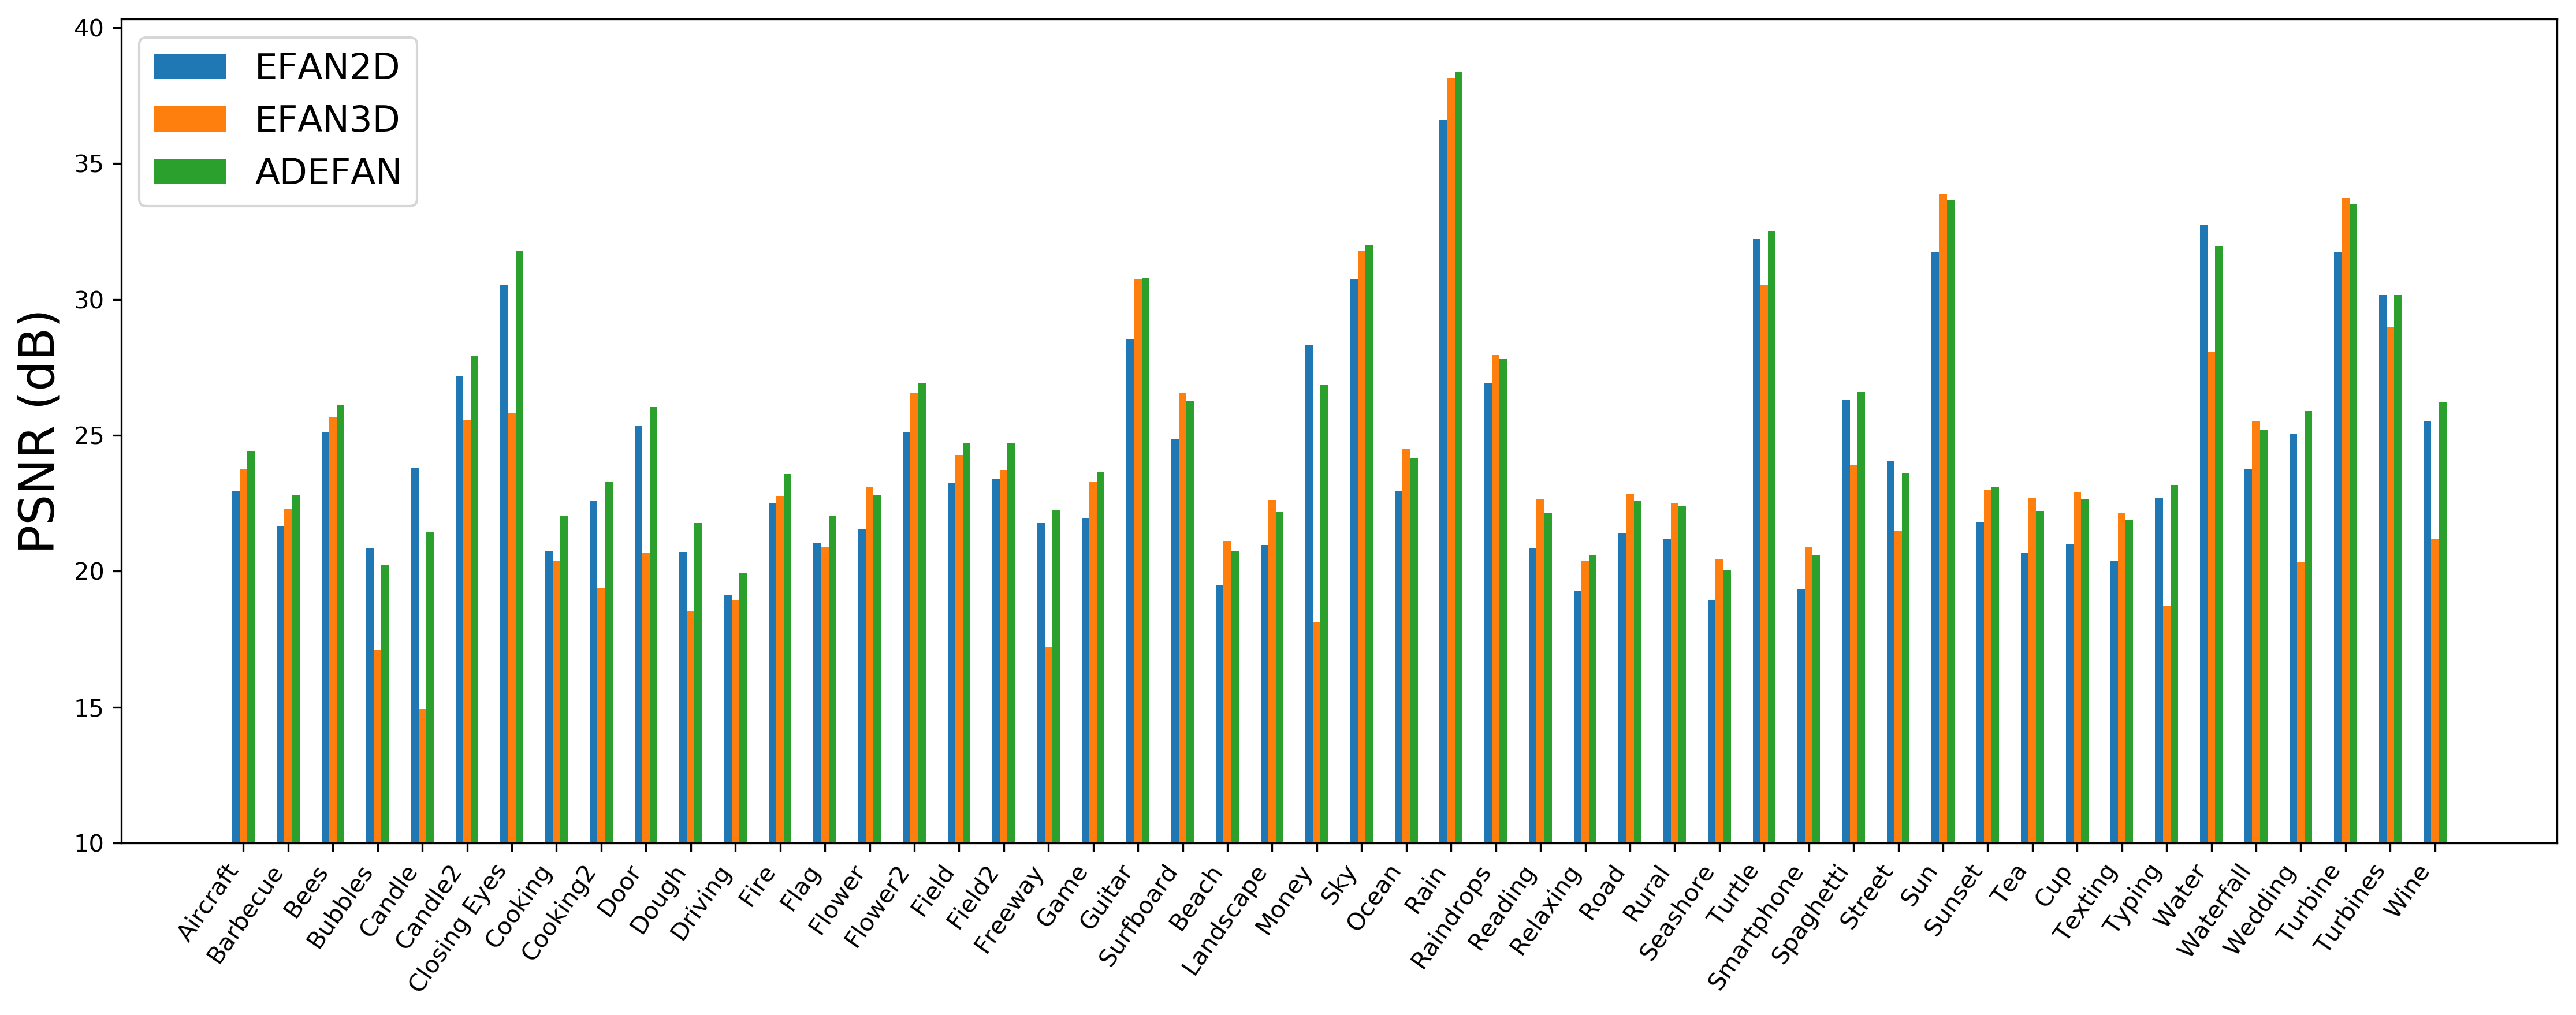 PSNR (dB)
40
35
30
25
20
15
10
EFAN2D
EFAN3D
ADEFAN
Aircraft
Barbecue
Bees
Bubbles
Candle
Candle2
Closing Eyes
Cooking
Cooking2
Door
Dough
Driving
Fire
Flag
Flower
Flower2
Field
Field2
Freeway
Game
Guitar
Surfboard
Beach
Landscape
Money
Sky
Ocean
Rain
Raindrops
Reading
Relaxing
Road
Rural
Seashore
Turtle
Smartphone
Spaghetti
Street
Sun
Sunset
Tea
Cup
Texting
Typing
Water
Waterfall
Wedding
Turbine
Turbines
Wine